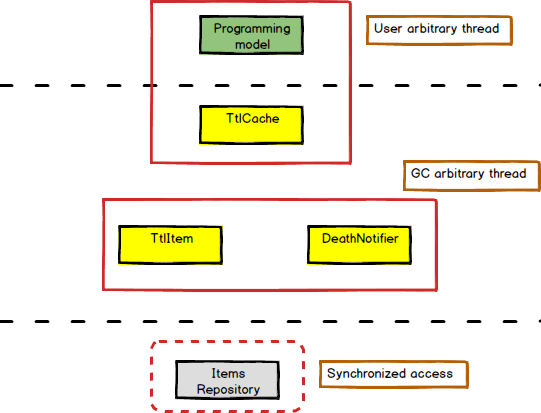 Programming
model
User arbitrary thread
TtlCache
GC arbitrary thread
TtlItem
DeathNotifier
Items
Repository
Synchronized access